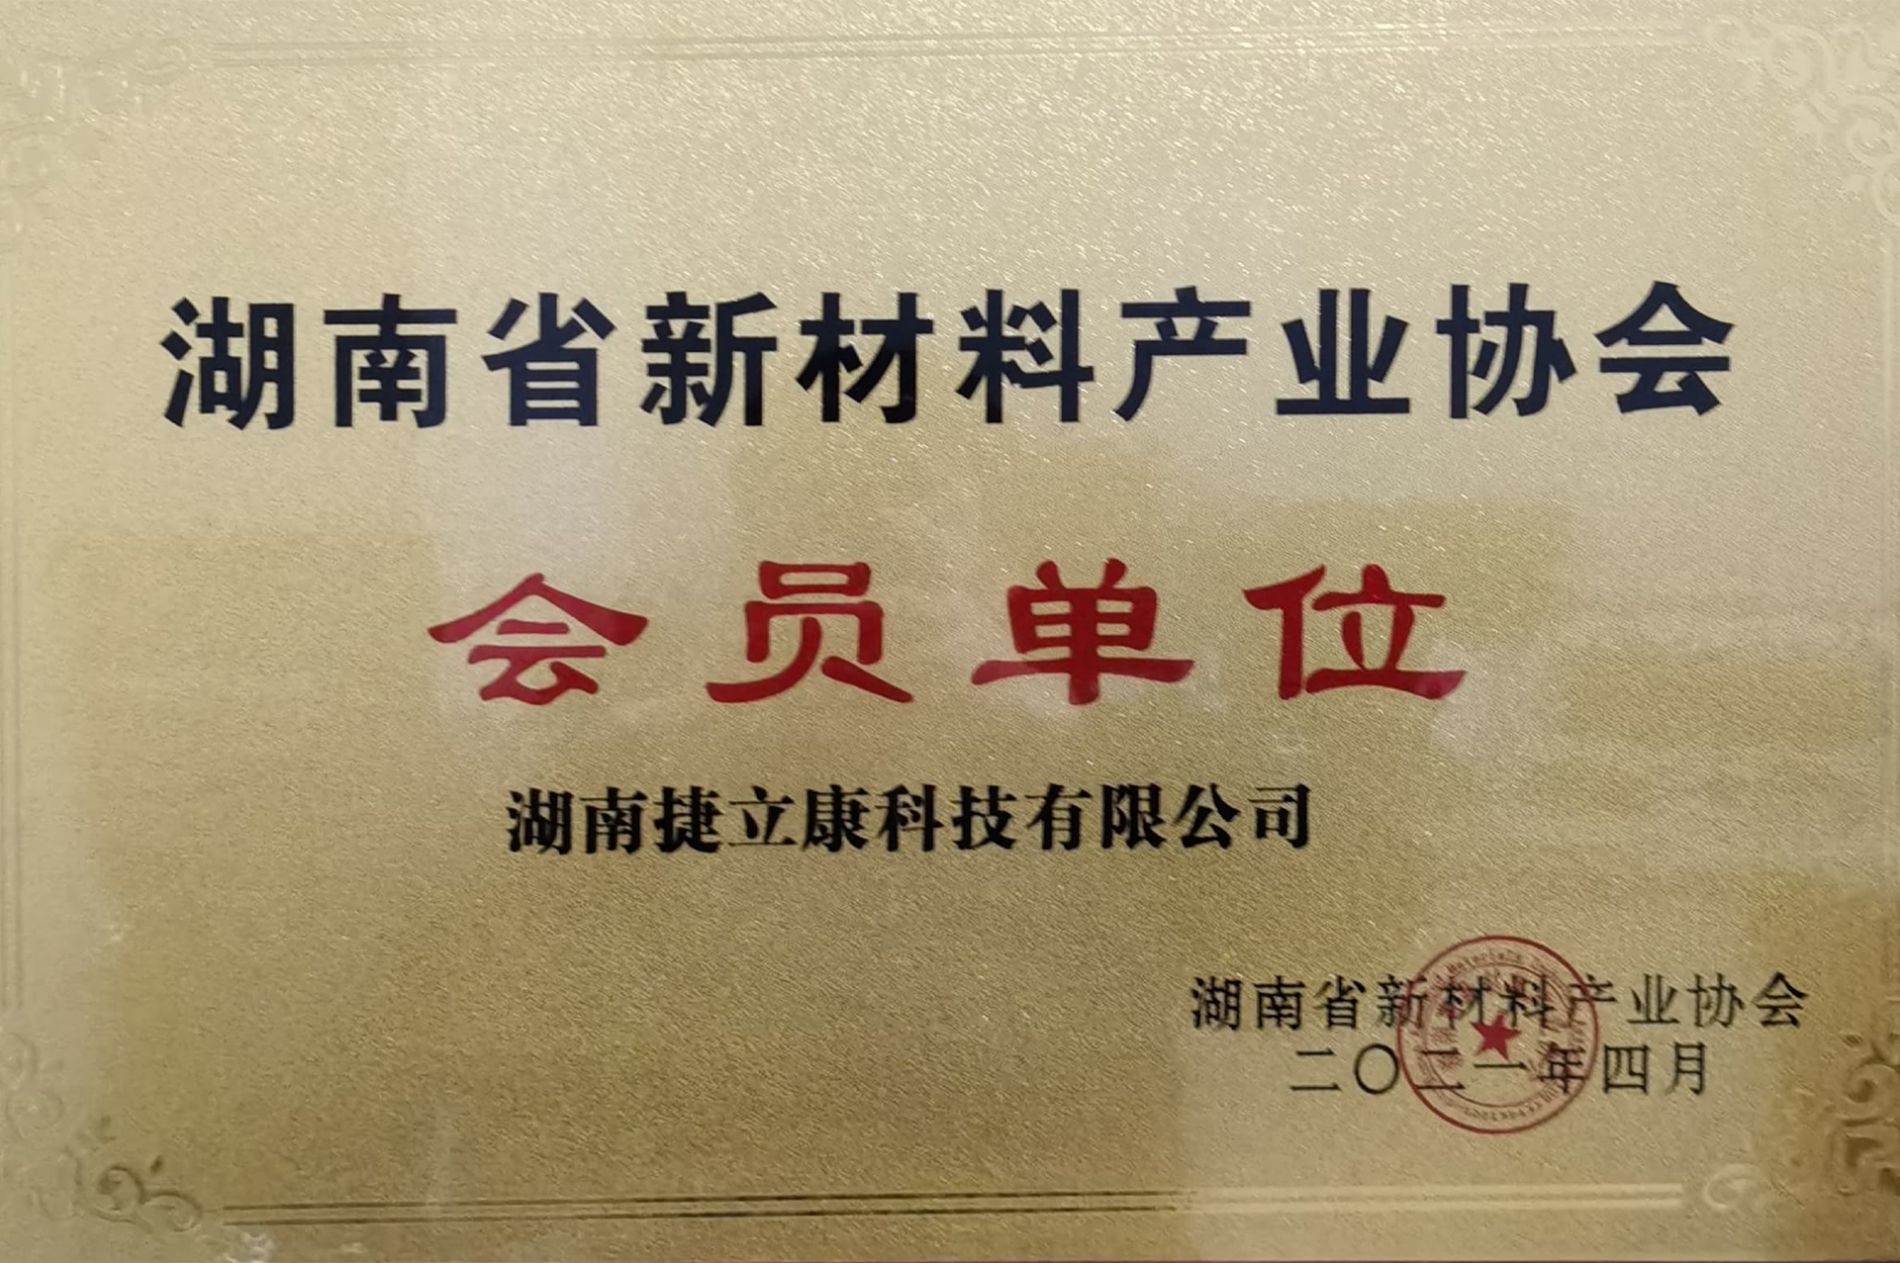 湖南省新材料产业协会
会员单位
湖南捷立康科技有限公司
湖南省新材料产业协会
二〇二一年四月